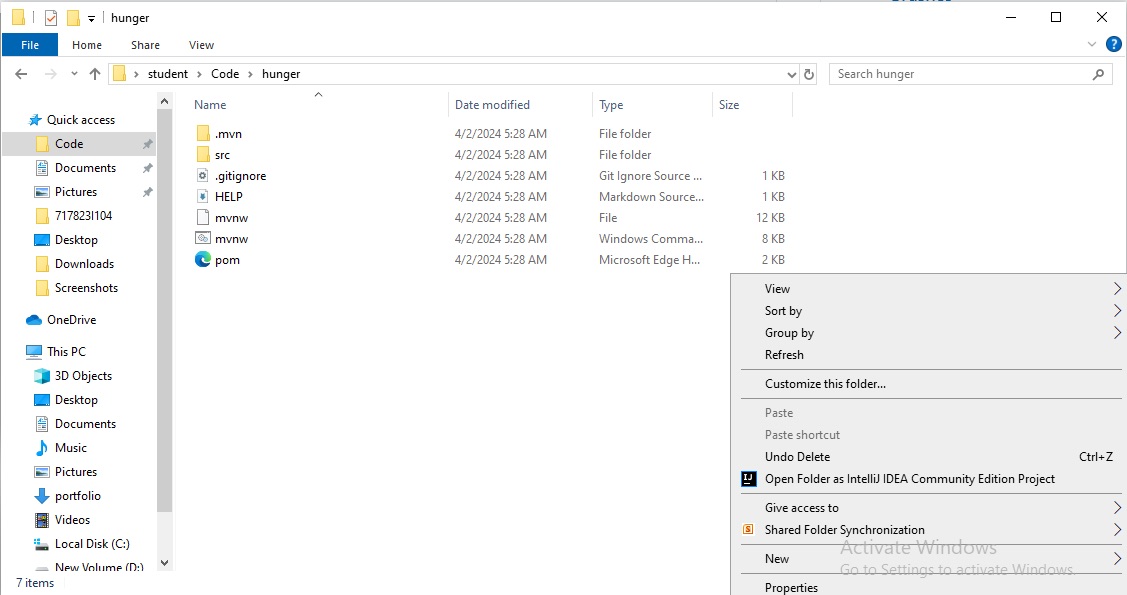 hunger
File Home Share View
student Code hunger Search hunger
Name Date modified Type Size
Quick access
Code
Documents
Pictures
717823I104
Desktop
Downloads
Screenshots
OneDrive
This PC
3D Objects
Desktop
Documents
Music
Pictures
portfolio
Videos
Local Disk (C:)
New Volume (D:)
.mvn 4/2/2024 5:28 AM File folder
src 4/2/2024 5:28 AM File folder
.gitignore 4/2/2024 5:28 AM Git Ignore Source ... 1 KB
HELP 4/2/2024 5:28 AM Markdown Source... 1 KB
mvnw 4/2/2024 5:28 AM File 12 KB
mvnw 4/2/2024 5:28 AM Windows Comma... 8 KB
pom 4/2/2024 5:28 AM Microsoft Edge H... 2 KB
View
Sort by
Group by
Refresh
Customize this folder...
Paste
Paste shortcut
Undo Delete Ctrl+Z
Open Folder as IntelliJ IDEA Community Edition Project
Give access to
Shared Folder Synchronization
New
Properties
Activate Windows
Go to Settings to activate Windows.
7 items